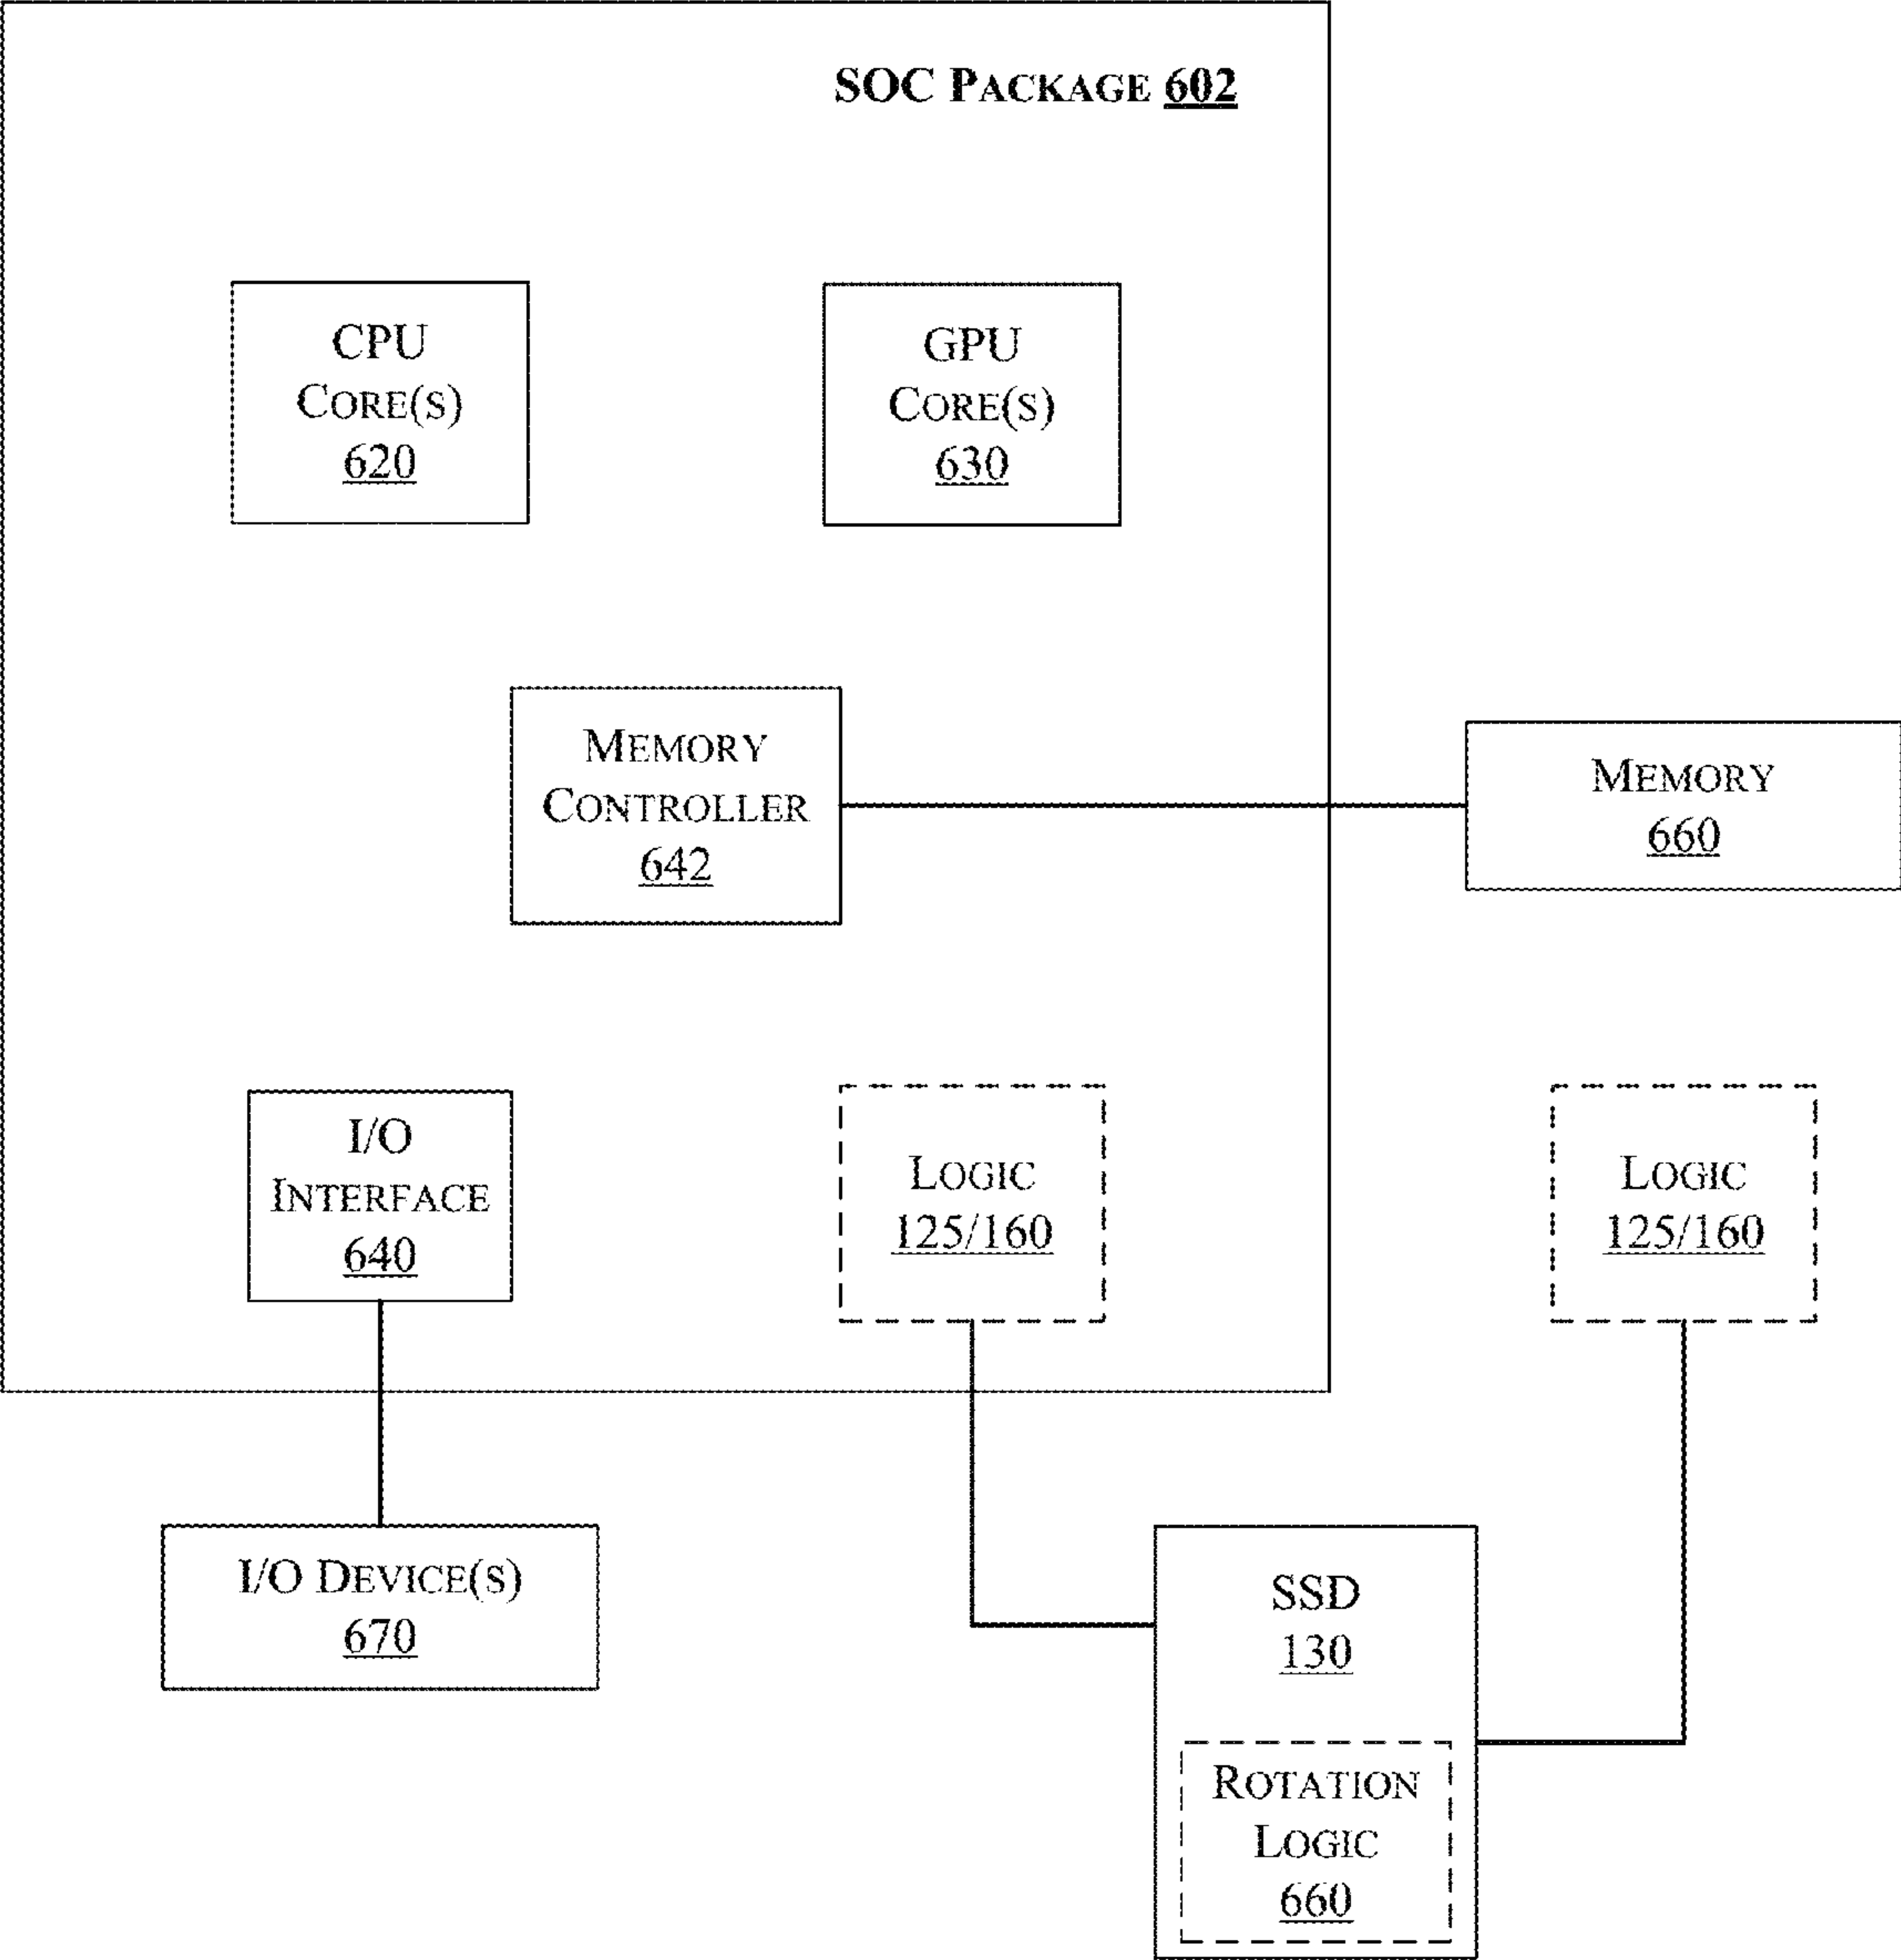 SOC PACKAGE 602
CPU
CORE(S)
620
GPU
CORE(S)
630
MEMORY
CONTROLLER
642
MEMORY
660
I/O
INTERFACE
640
LOGIC
125/160
LOGIC
125/160
I/O DEVICE(S)
670
SSD
130
ROTATION
LOGIC
660